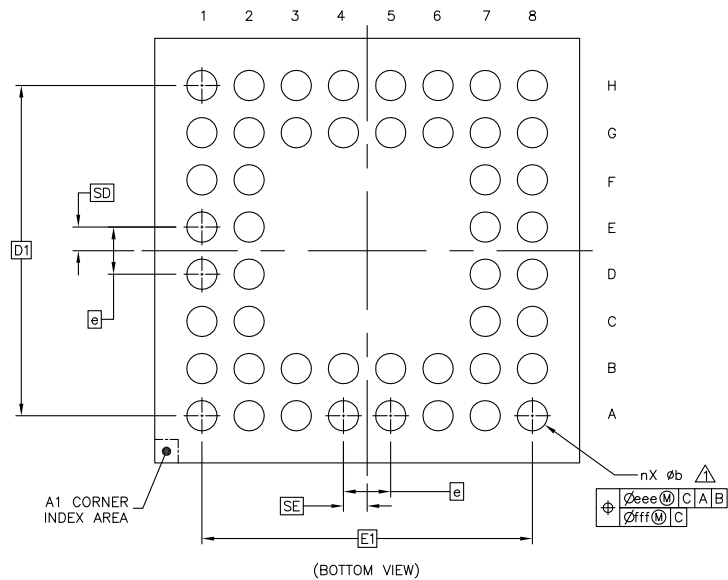 1 2 3 4 5 6 7 8
H
G
F
SD
E
D1
D
e
C
B
A
nX øb 1
e
A1 CORNER
INDEX AREA
SE
Øeee Ⓜ C A B
Øfff Ⓜ C
E1
(BOTTOM VIEW)